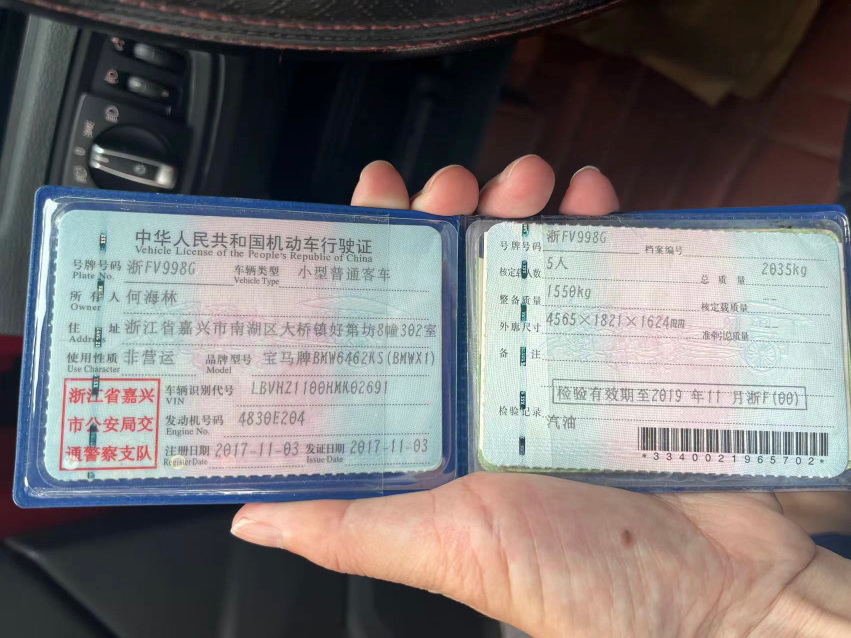 中华人民共和国机动车行驶证
Vehicle License of the People's Republic of China
号牌号码 浙FV998G 车辆类型 小型普通客车
Plate No. Vehicle Type
所有人 何海林
Owner
住址 浙江省嘉兴市南湖区大桥镇好第坊8幢302室
Address
使用性质 非营运 品牌型号 宝马牌BMW6462KS(BMWX1)
Use Character Model
浙江省嘉兴
市公安局交
通警察支队
车辆识别代号 LBVHZ1100HMK02691
VIN
发动机号码 4830E204
Engine No.
注册日期 2017-11-03 发证日期 2017-11-03
Register Date Issue Date
号牌号码 浙FV998G 档案编号
核定载人数 5人 总质量 2035kg
整备质量 1550kg 核定载质量 --
外廓尺寸 4565×1821×1624mm 准牵引总质量 --
备注
检验有效期至2019年11月浙F(00)
检验记录
汽油
*3340021965702*